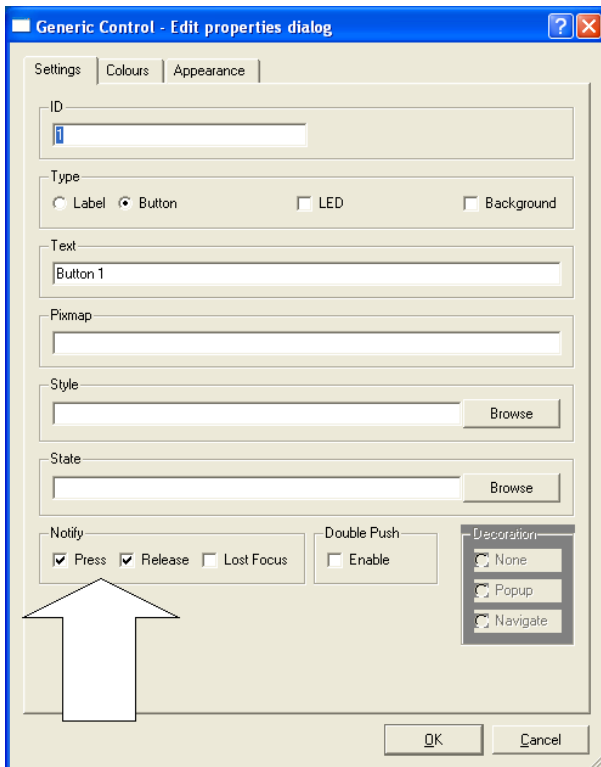 Generic Control - Edit properties dialog
Settings Colours Appearance
ID
1
Type
Label Button LED Background
Text
Button 1
Pixmap
Style
Browse
State
Browse
Notify Double Push Decoration
Press Release Lost Focus Enable None
Popup
Navigate
OK Cancel